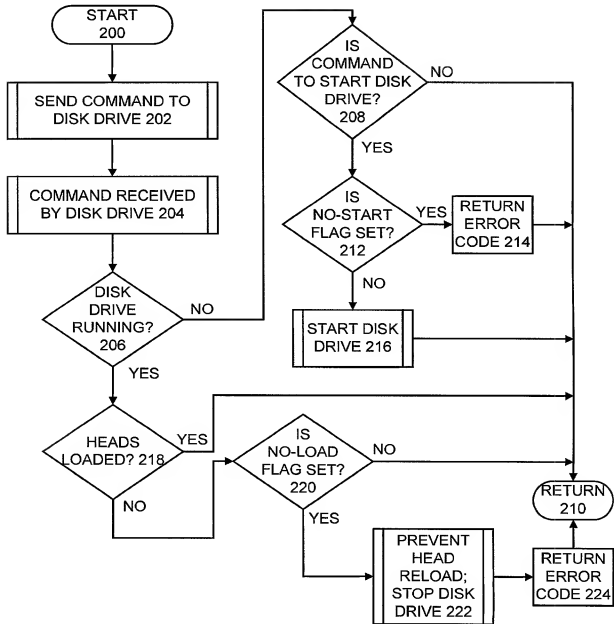 START
200
SEND COMMAND TO
DISK DRIVE 202
COMMAND RECEIVED
BY DISK DRIVE 204
DISK
DRIVE
RUNNING?
206
NO
YES
HEADS
LOADED? 218
YES
NO
IS
COMMAND
TO START DISK
DRIVE?
208
NO
YES
IS
NO-START
FLAG SET?
212
YES
NO
RETURN
ERROR
CODE 214
START DISK
DRIVE 216
IS
NO-LOAD
FLAG SET?
220
NO
YES
PREVENT
HEAD
RELOAD;
STOP DISK
DRIVE 222
RETURN
ERROR
CODE 224
RETURN
210